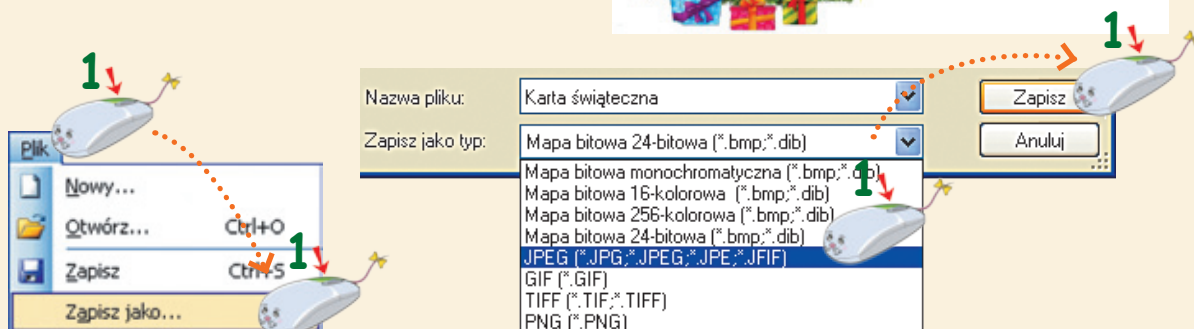 1
Plik
Nowy...
Otwórz... Ctrl+O
Zapisz Ctrl+S
1
Zapisz jako...
1
Nazwa pliku: Karta świąteczna Zapisz
Zapisz jako typ: Mapa bitowa 24-bitowa (*.bmp;*.dib) Anuluj
Mapa bitowa monochromatyczna (*.bmp;*.dib)
1
Mapa bitowa 16-kolorowa (*.bmp;*.dib)
Mapa bitowa 256-kolorowa (*.bmp;*.dib)
Mapa bitowa 24-bitowa (*.bmp;*.dib)
JPEG (*.JPG;*.JPEG;*.JPE;*.JFIF)
GIF (*.GIF)
TIFF (*.TIF;*.TIFF)
PNG (*.PNG)